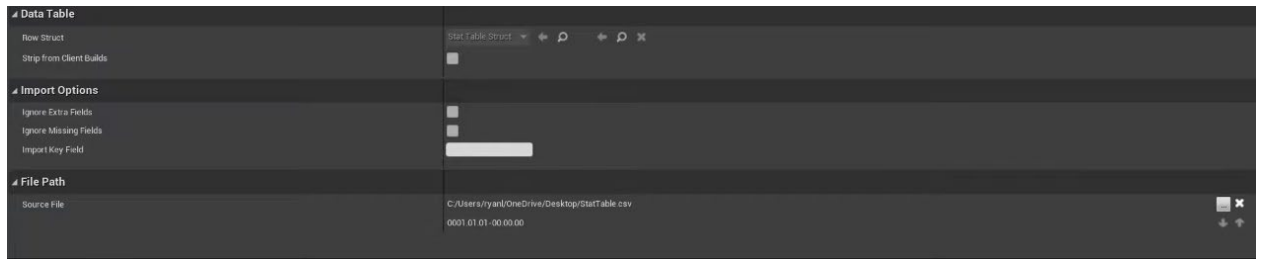 Data Table
Row Struct
Stat Table Struct
Strip from Client Builds
Import Options
Ignore Extra Fields
Ignore Missing Fields
Import Key Field
File Path
Source File
C:/Users/ryanl/OneDrive/Desktop/StatTable.csv
0001.01.01-00:00:00